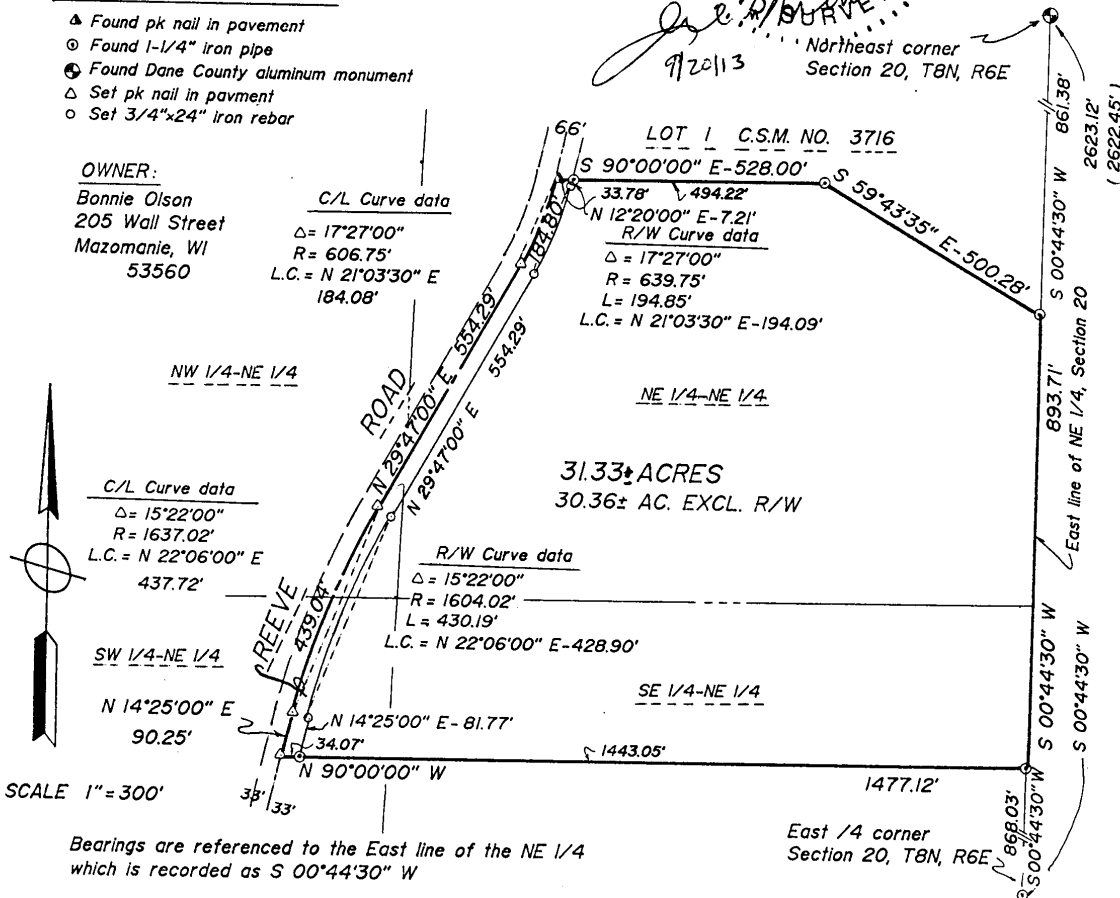 Found pk nail in pavement
Found 1-1/4" iron pipe
Found Dane County aluminum monument
Set pk nail in pavment
Set 3/4"x24" iron rebar
SURVE
9/20/13
Northeast corner
Section 20, T8N, R6E
OWNER:
Bonnie Olson
205 Wall Street
Mazomanie, WI
53560
C/L Curve data
Δ= 17°27'00"
R = 606.75'
L.C. = N 21°03'30" E
184.08'
66'
LOT 1 C.S.M. NO. 3716
S 90°00'00" E-528.00'
33.78'
494.22'
N 12°20'00" E-7.21'
R/W Curve data
Δ = 17°27'00"
R = 639.75'
L= 194.85'
L.C. = N 21°03'30" E-194.09'
184.80'
S 59°43'35" E-500.28'
861.38'
2623.12'
( 2622.45' )
S 00°44'30" W
NW 1/4-NE 1/4
ROAD
N 29°47'00" E 554.29'
554.29'
N 29°47'00" E
NE 1/4-NE 1/4
893.71'
East line of NE 1/4, Section 20
31.33± ACRES
30.36± AC. EXCL. R/W
C/L Curve data
Δ= 15°22'00"
R = 1637.02'
L.C. = N 22°06'00" E
437.72'
R/W Curve data
Δ = 15°22'00"
R = 1604.02'
L = 430.19'
L.C. = N 22°06'00" E-428.90'
REEVE
439.04'
SW 1/4-NE 1/4
SE 1/4-NE 1/4
N 14°25'00" E
90.25'
N 14°25'00" E- 81.77'
34.07'
1443.05'
N 90°00'00" W
1477.12'
S 00°44'30" W
S 00°44'30" W
SCALE 1"=300'
33'
33'
868.03'
S 00°44'30" W
East /4 corner
Section 20, T8N, R6E
Bearings are referenced to the East line of the NE 1/4
which is recorded as S 00°44'30" W